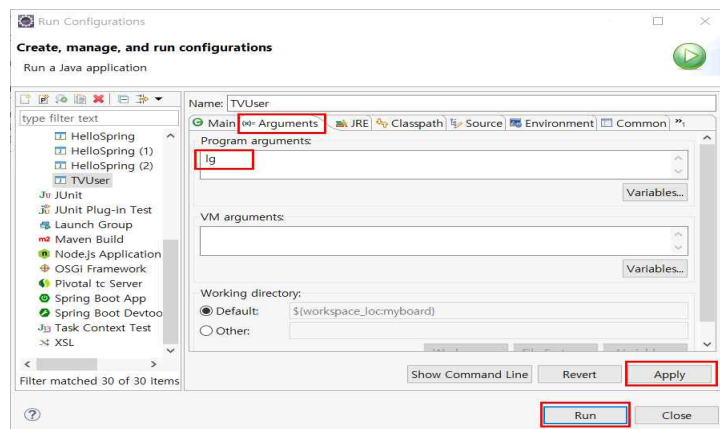 Run Configurations
Create, manage, and run configurations
Run a Java application
type filter text
HelloSpring
HelloSpring (1)
HelloSpring (2)
TVUser
JUnit
JUnit Plug-in Test
Launch Group
Maven Build
Node.js Application
OSGi Framework
Pivotal tc Server
Spring Boot App
Spring Boot Devtoo
Task Context Test
XSL
Filter matched 30 of 30 items
Name: TVUser
Main Arguments JRE Classpath Source Environment Common »1
Program arguments:
lg
Variables...
VM arguments:
Variables...
Working directory:
Default: ${workspace_loc:myboard}
Other:
Show Command Line Revert Apply
Run Close